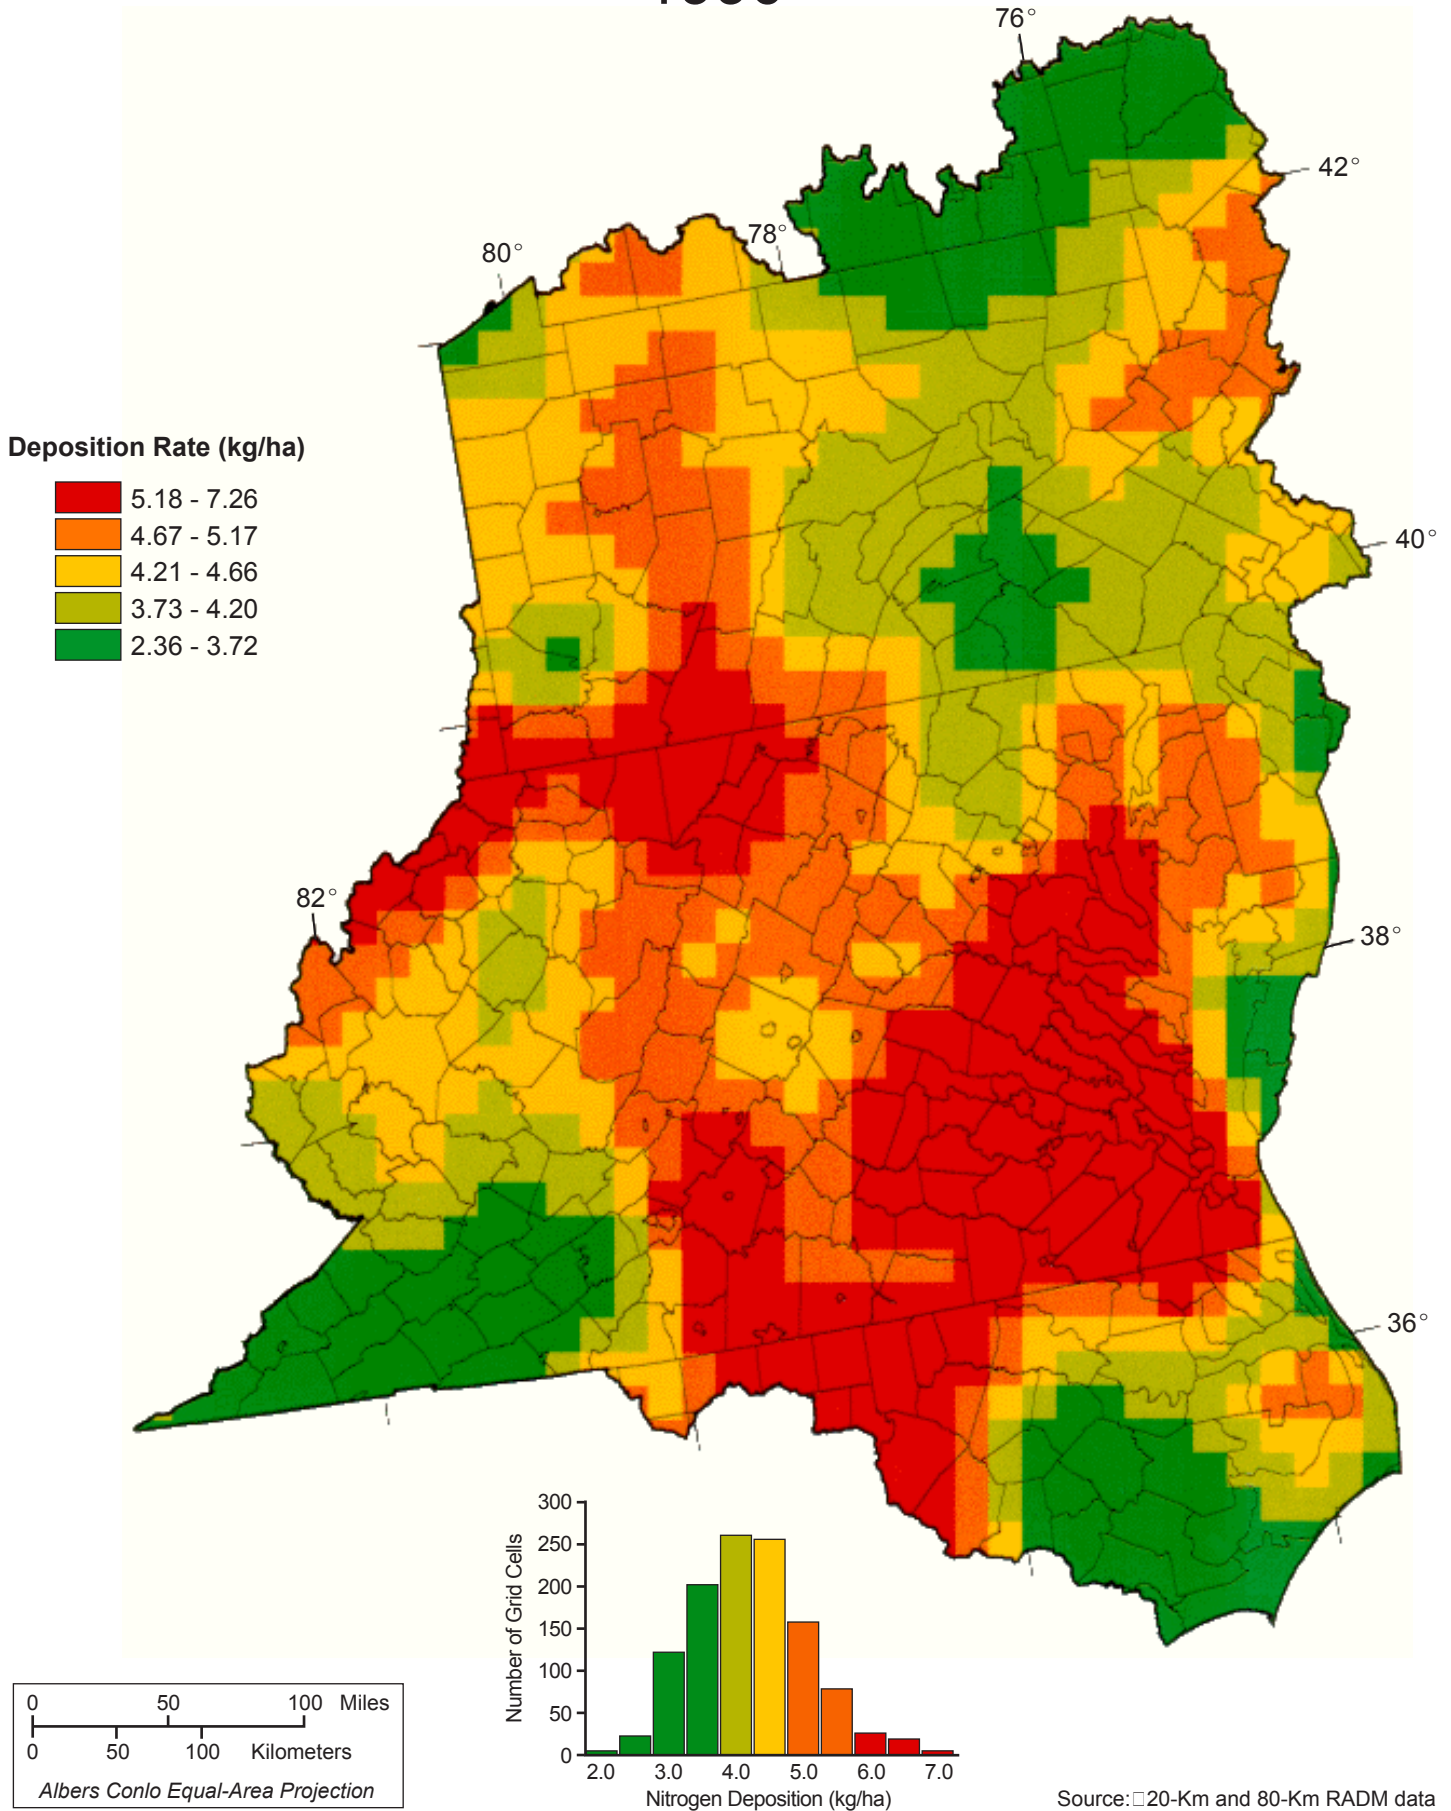 76°
42°
78°
80°
Deposition Rate (kg/ha)
5.18 - 7.26
4.67 - 5.17
4.21 - 4.66
3.73 - 4.20
2.36 - 3.72
40°
82°
38°
36°
300
250
200
150
100
50
0
Number of Grid Cells
2.0 3.0 4.0 5.0 6.0 7.0
Nitrogen Deposition (kg/ha)
0 50 100 Miles
0 50 100 Kilometers
Albers Conlo Equal-Area Projection
Source:□20-Km and 80-Km RADM data